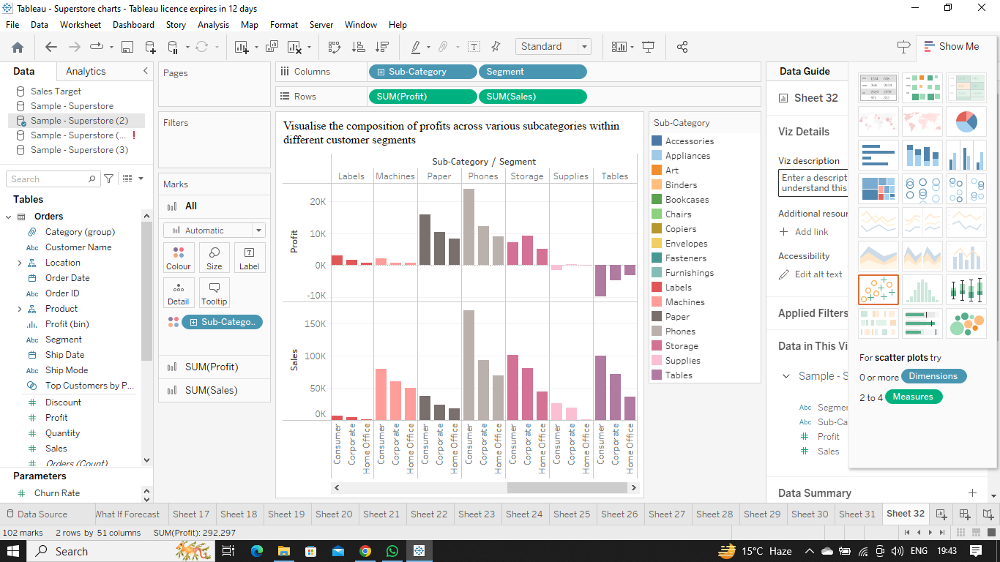 Tableau - Superstore charts - Tableau licence expires in 12 days
File Data Worksheet Dashboard Story Analysis Map Format Server Window Help
Standard
Show Me
Data Analytics
Sales Target
Sample - Superstore
Sample - Superstore (2)
Sample - Superstore (... !
Sample - Superstore (3)
Search
Tables
Orders
Category (group)
Abc Customer Name
Location
Order Date
Abc Order ID
Product
Profit (bin)
Abc Segment
Ship Date
Abc Ship Mode
Top Customers by P...
Discount
Profit
Quantity
Sales
Orders (Count)
Parameters
Churn Rate
Pages
Filters
Marks
All
Automatic
Colour Size Label
Detail Tooltip
Sub-Catego..
SUM(Profit)
SUM(Sales)
Columns Sub-Category Segment
Rows SUM(Profit) SUM(Sales)
Visualise the composition of profits across various subcategories within
different customer segments
Sub-Category / Segment
Labels Machines Paper Phones Storage Supplies Tables
Profit
20K
10K
0K
-10K
Sales
150K
100K
50K
0K
Consumer Corporate Home Office Consumer Corporate Home Office Consumer Corporate Home Office Consumer Corporate Home Office Consumer Corporate Home Office Consumer Corporate Home Office Consumer Corporate Home Office
Sub-Category
Accessories
Appliances
Art
Binders
Bookcases
Chairs
Copiers
Envelopes
Fasteners
Furnishings
Labels
Machines
Paper
Phones
Storage
Supplies
Tables
Data Guide
Sheet 32
Viz Details
Viz description
Enter a descript
understand this
Additional resour
Add link
Accessibility
Edit alt text
Applied Filters
Data in This Vi
Sample - S
Abc Segmen
Abc Sub-Ca
Profit
Sales
Data Summary
For scatter plots try
0 or more Dimensions
2 to 4 Measures
Data Source What If Forecast Sheet 17 Sheet 18 Sheet 19 Sheet 20 Sheet 21 Sheet 22 Sheet 23 Sheet 24 Sheet 25 Sheet 26 Sheet 27 Sheet 28 Sheet 29 Sheet 30 Sheet 31 Sheet 32
102 marks 2 rows by 51 columns SUM(Profit): 292,297
Search
15°C Haze
ENG 19:43